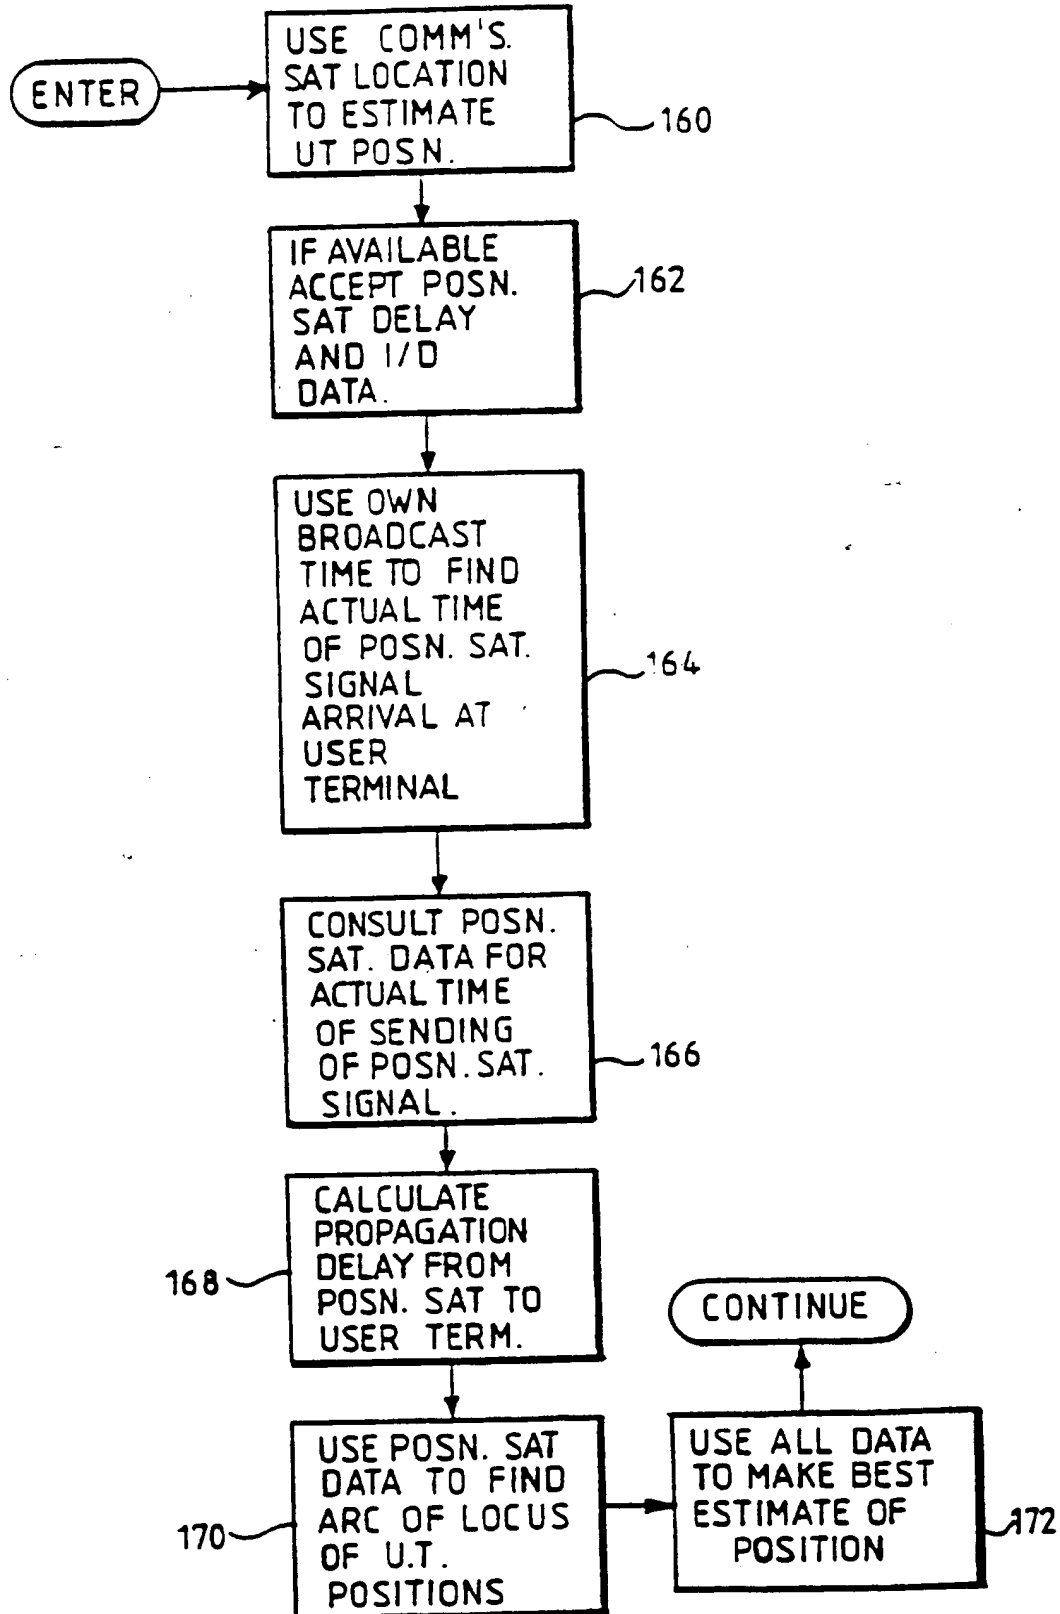 ENTER
USE COMM'S.
SAT LOCATION
TO ESTIMATE
UT POSN.
160
IF AVAILABLE
ACCEPT POSN.
SAT DELAY
AND I/D
DATA.
162
USE OWN
BROADCAST
TIME TO FIND
ACTUAL TIME
OF POSN. SAT.
SIGNAL
ARRIVAL AT
USER
TERMINAL
164
CONSULT POSN.
SAT. DATA FOR
ACTUAL TIME
OF SENDING
OF POSN. SAT.
SIGNAL.
166
CALCULATE
PROPAGATION
DELAY FROM
POSN. SAT TO
USER TERM.
168
USE POSN. SAT
DATA TO FIND
ARC OF LOCUS
OF U.T.
POSITIONS
170
USE ALL DATA
TO MAKE BEST
ESTIMATE OF
POSITION
172
CONTINUE